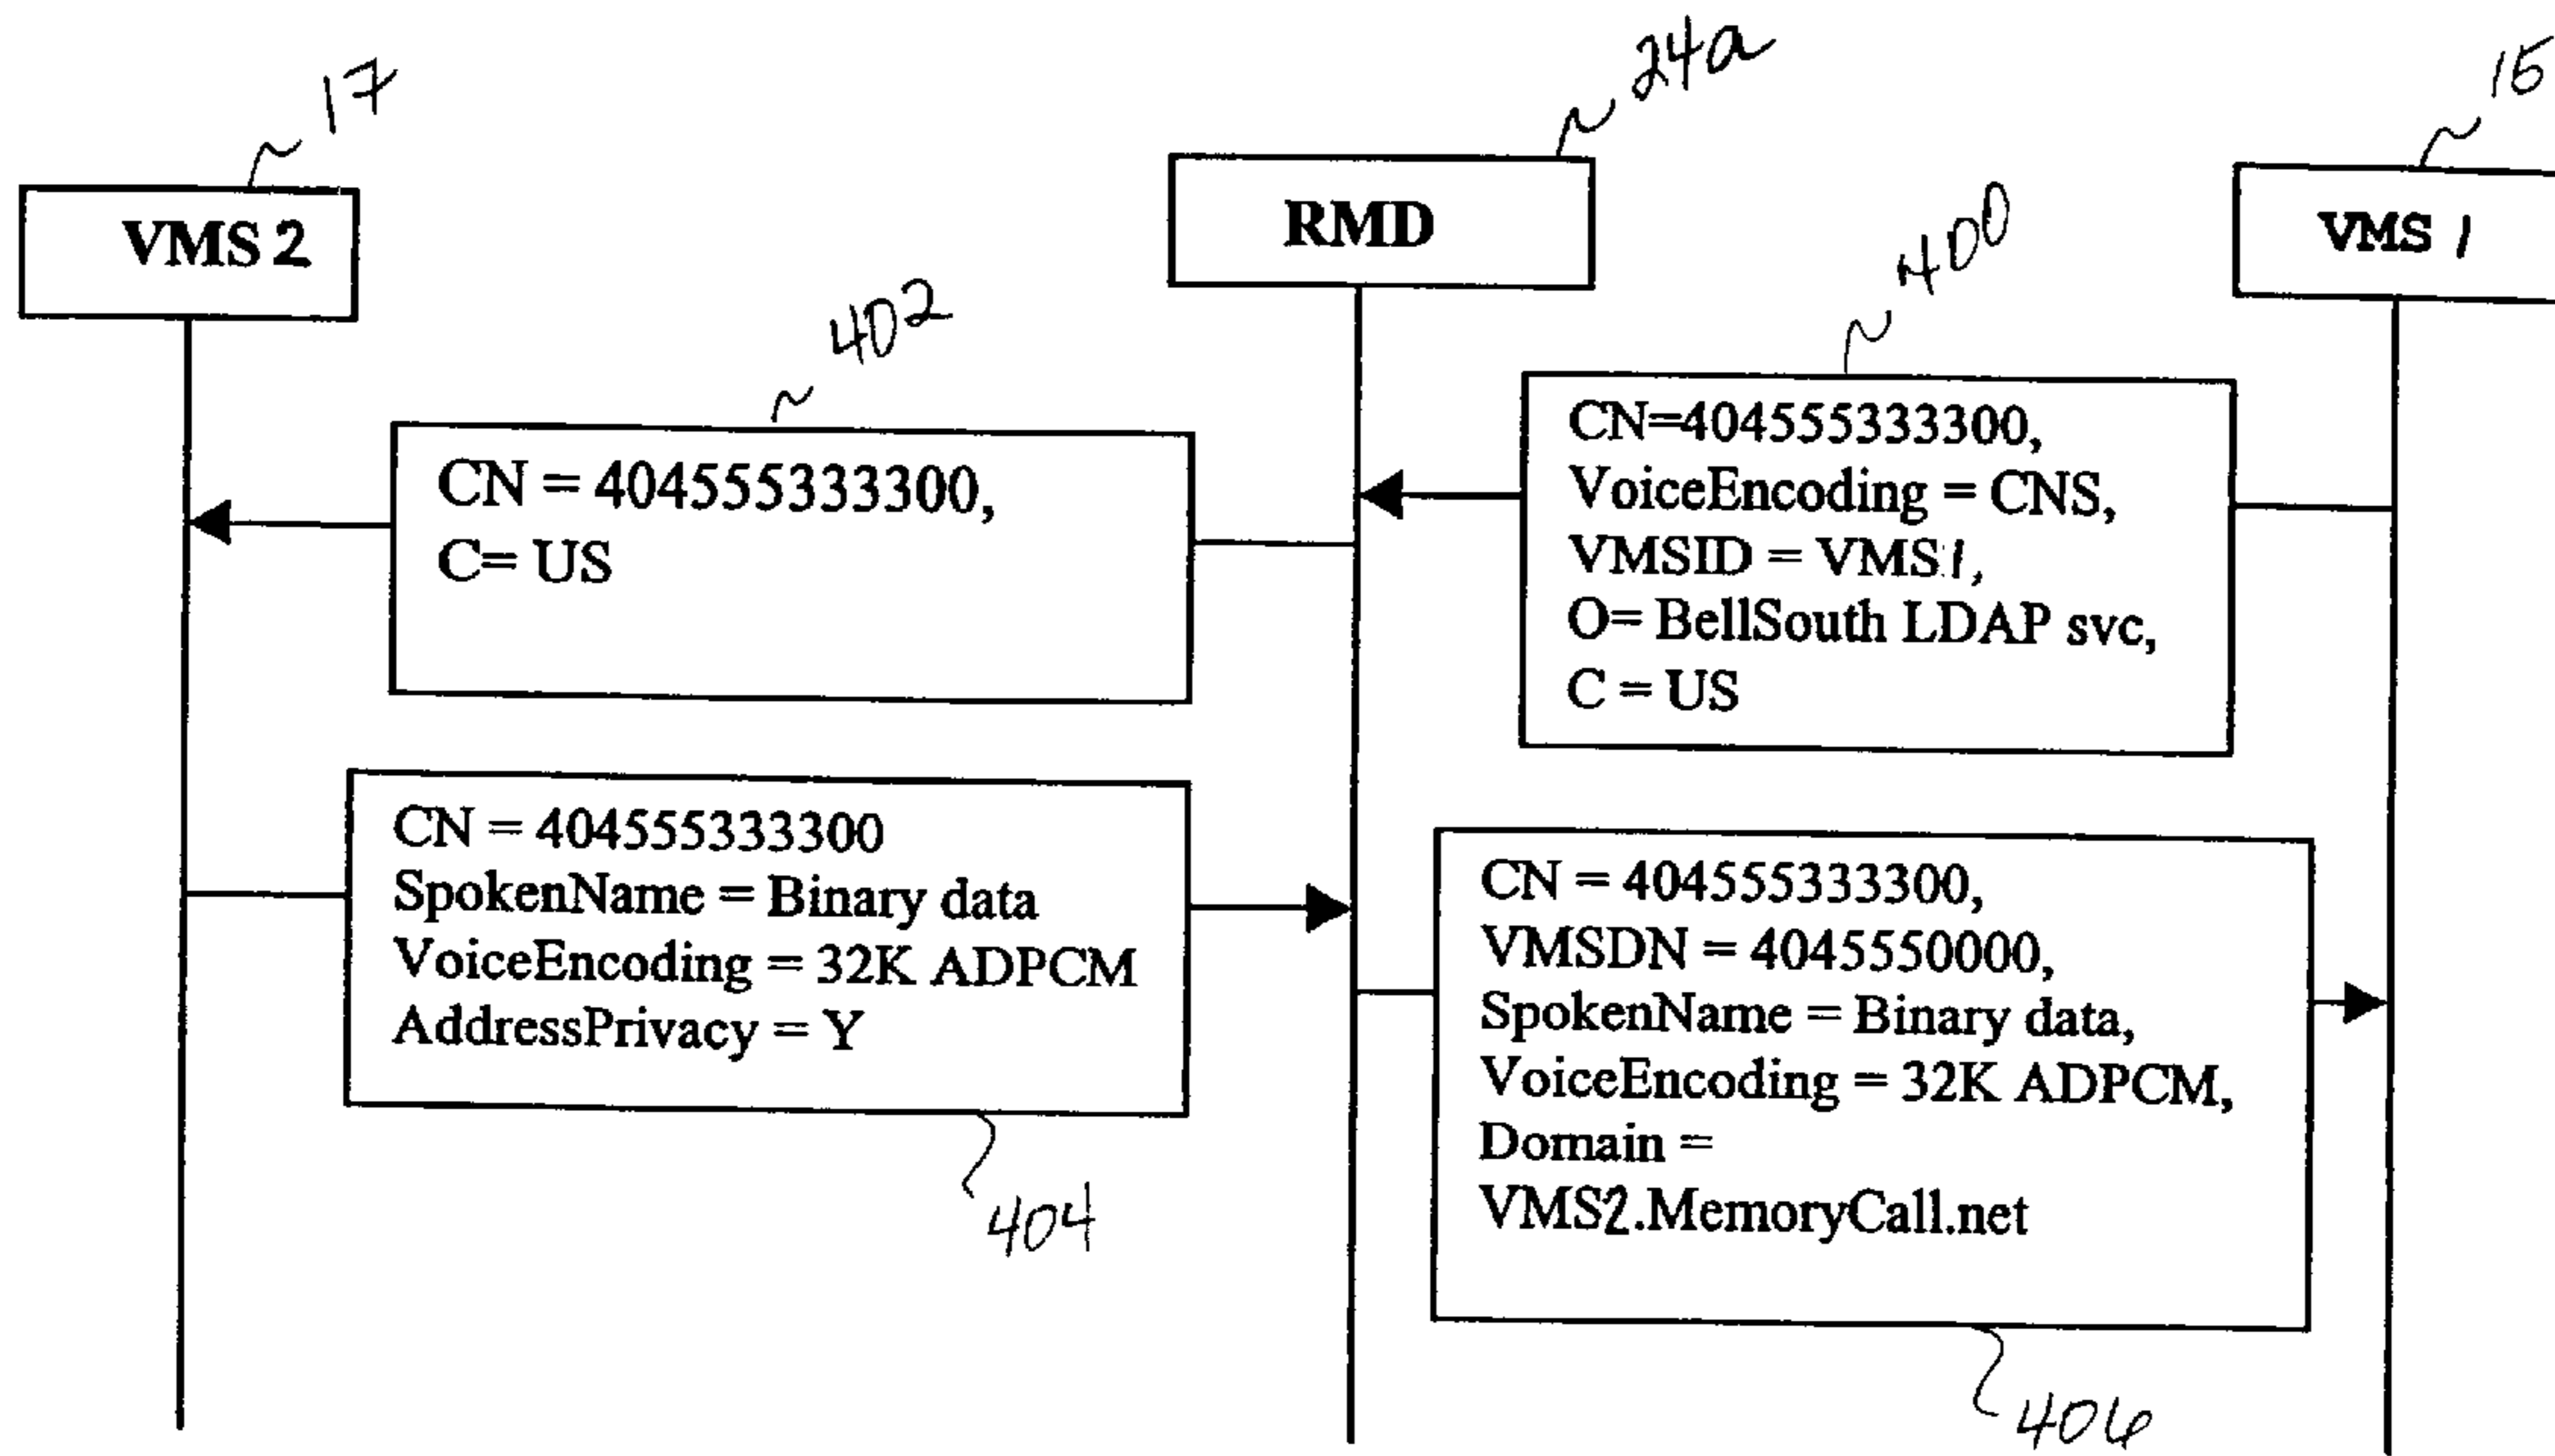 17
24a
15
VMS 2
RMD
VMS 1
402
400
CN = 404555333300,
C= US
CN=404555333300,
VoiceEncoding = CNS,
VMSID = VMS1,
O= BellSouth LDAP svc,
C = US
CN = 404555333300
SpokenName = Binary data
VoiceEncoding = 32K ADPCM
AddressPrivacy = Y
404
CN = 404555333300,
VMSDN = 4045550000,
SpokenName = Binary data,
VoiceEncoding = 32K ADPCM,
Domain =
VMS2.MemoryCall.net
406